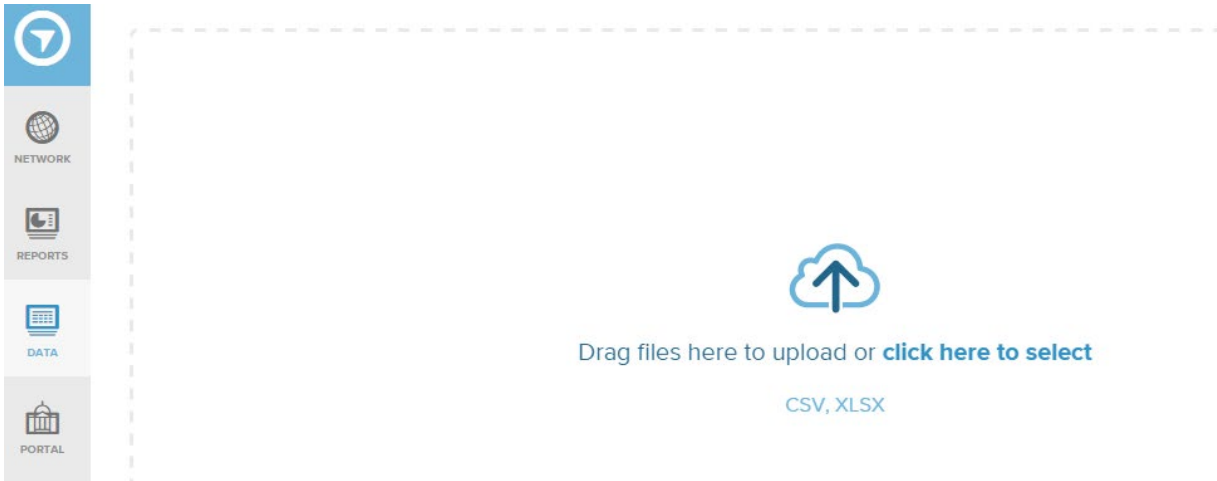 NETWORK
REPORTS
DATA
PORTAL
Drag files here to upload or click here to select
CSV, XLSX